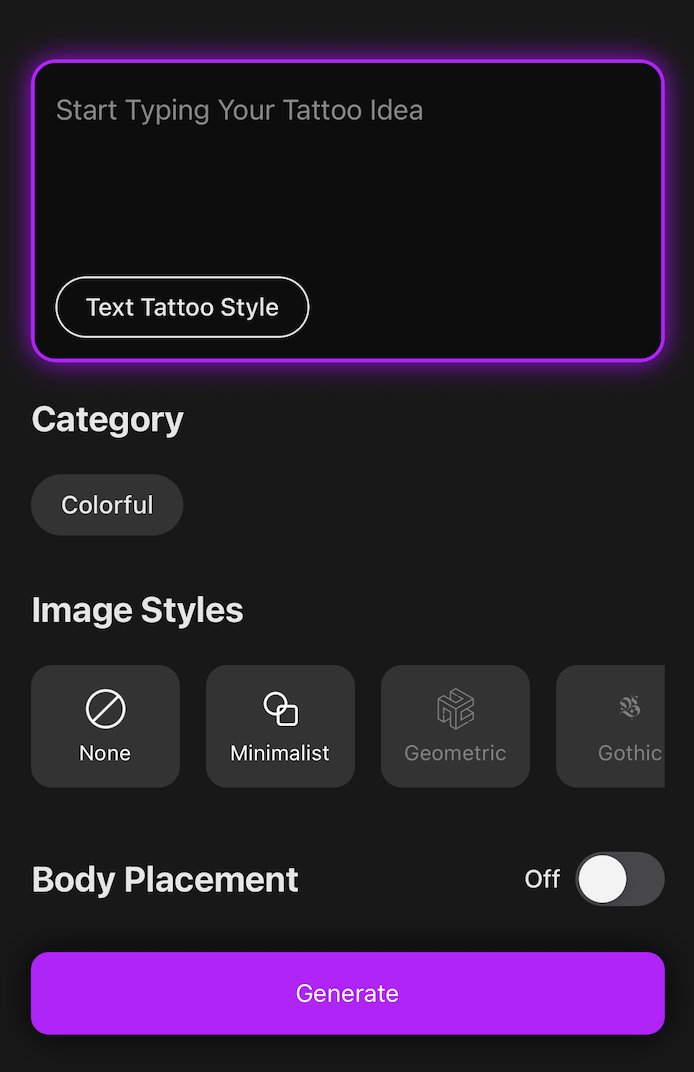 Start Typing Your Tattoo Idea
Text Tattoo Style
Category
Colorful
Image Styles
None
Minimalist
Geometric
Gothic
Body Placement
Off
Generate